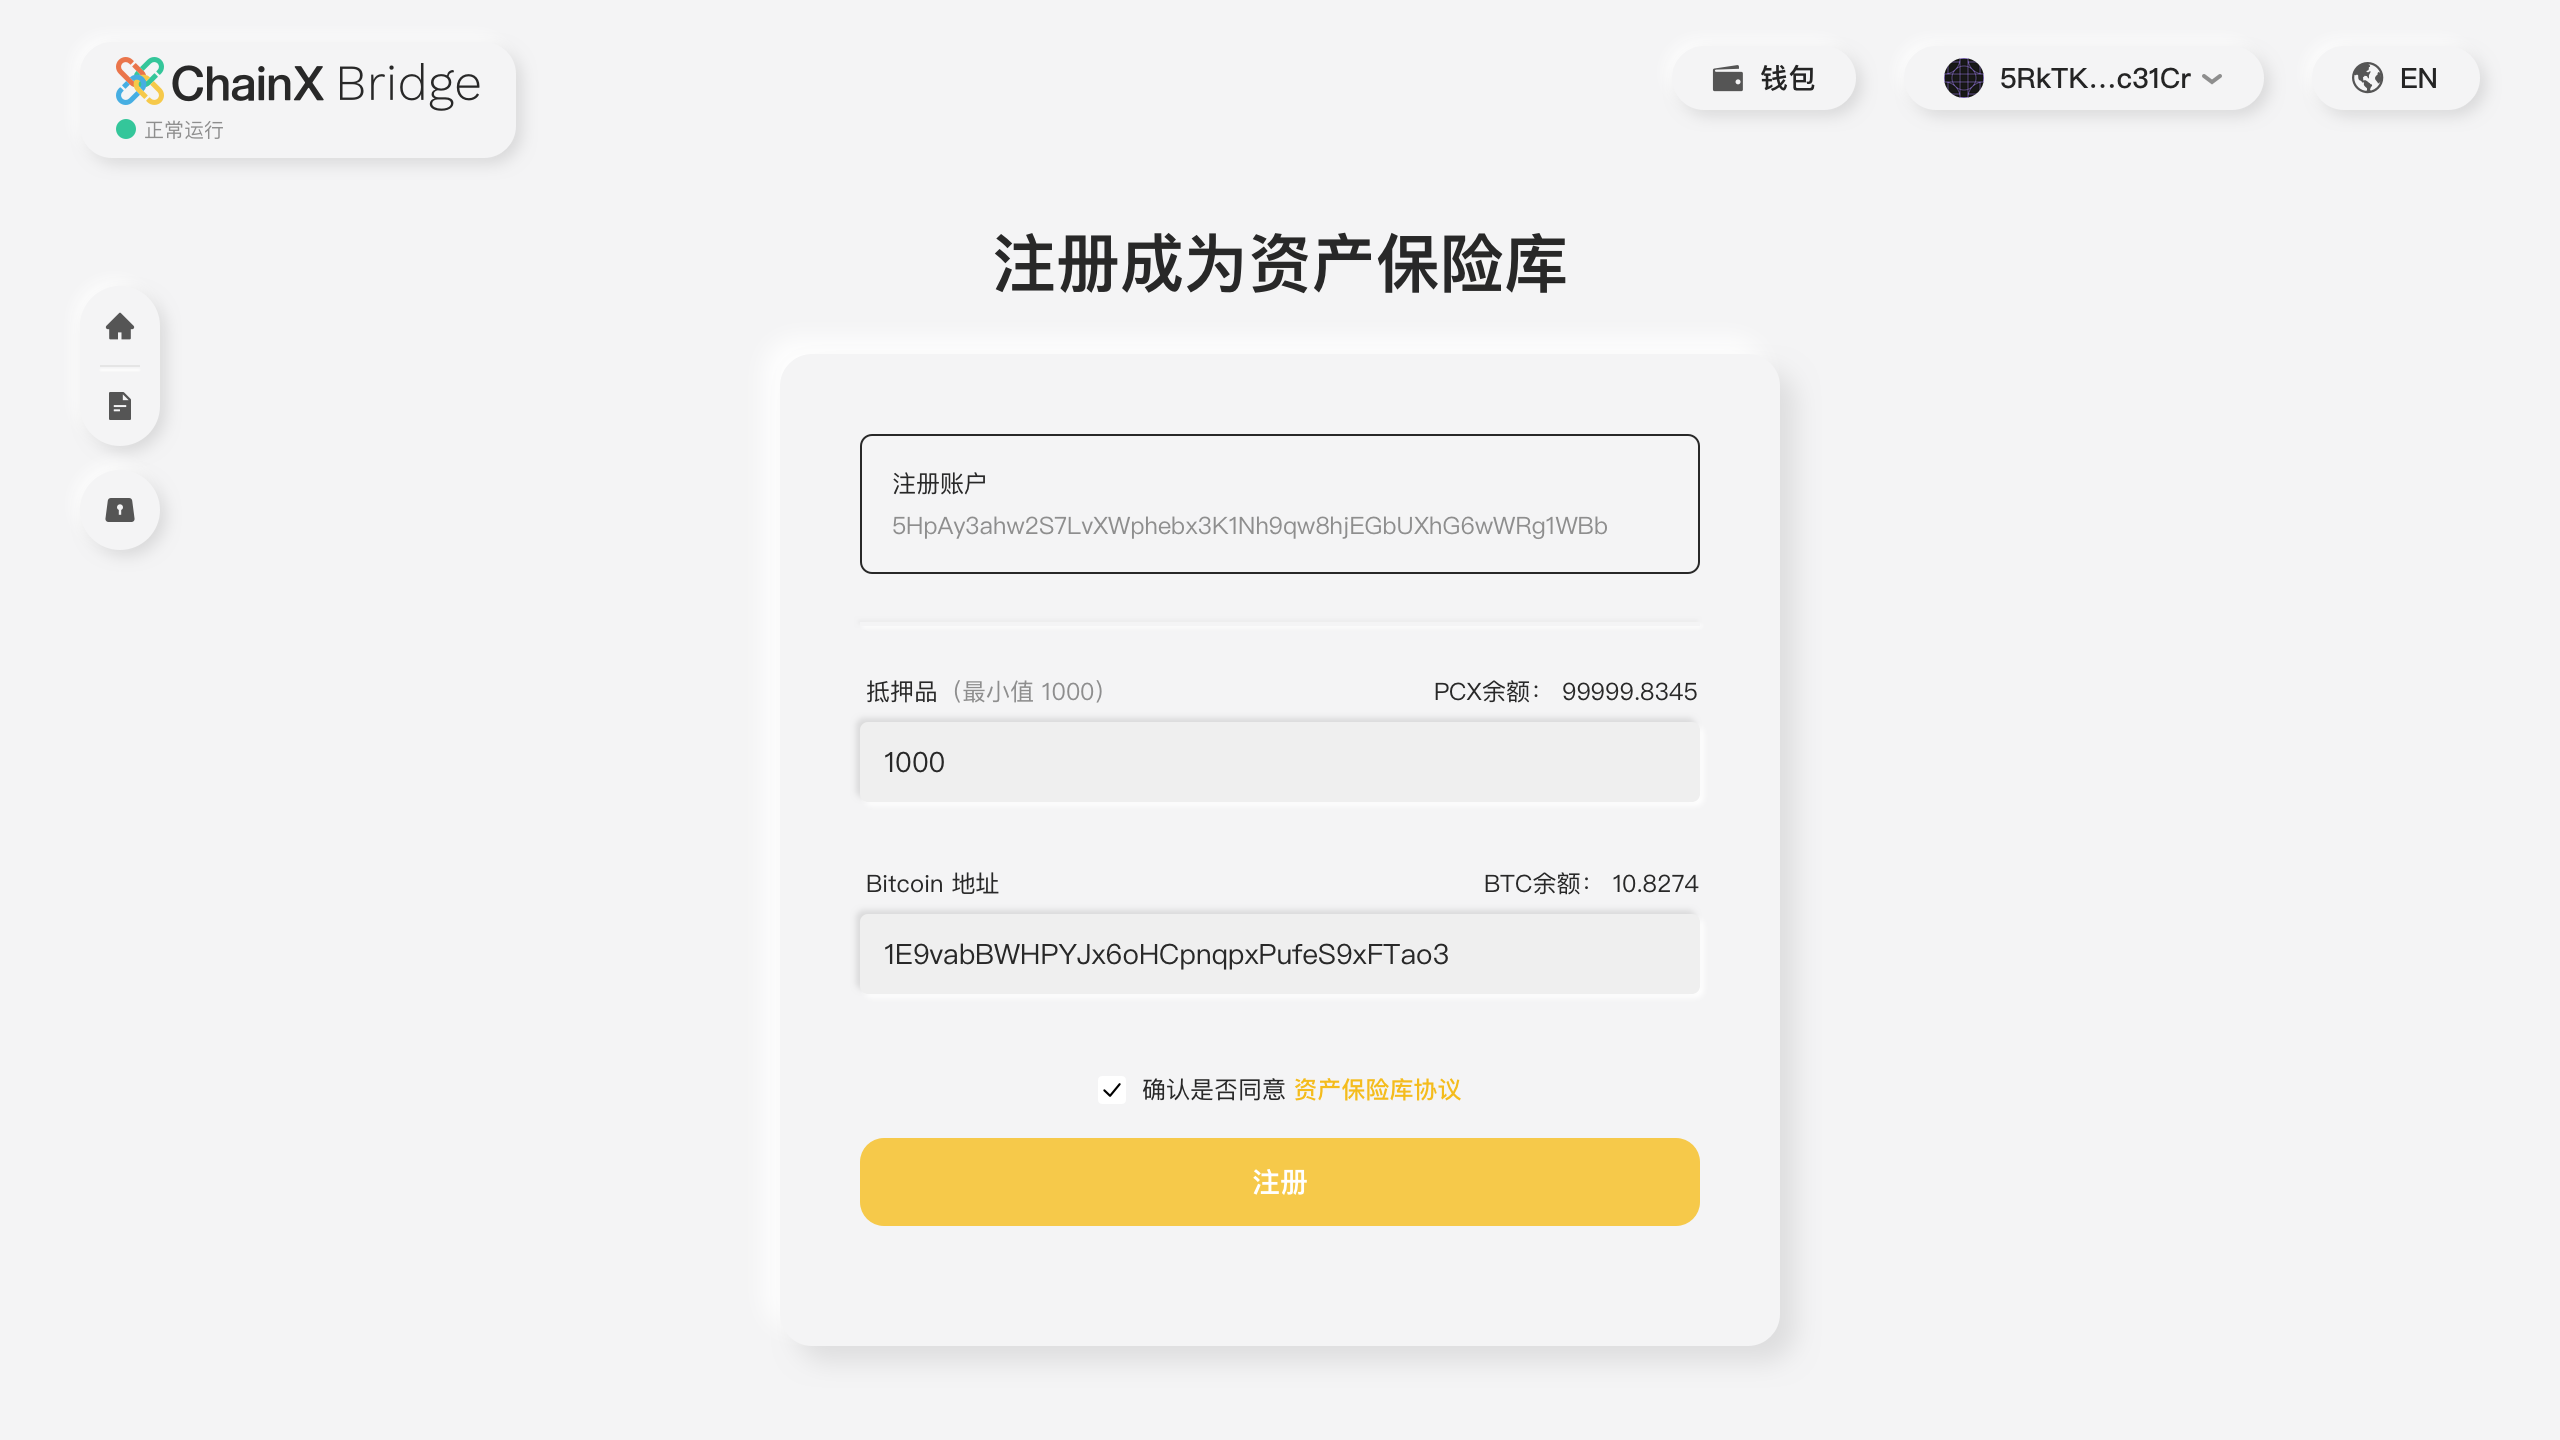 ChainX Bridge
正常运行
钱包
5RkTK...c31Cr
EN
注册成为资产保险库
注册账户
5HpAy3ahw2S7LvXWphebx3K1Nh9qw8hjEGbUXhG6wWRg1WBb
抵押品（最小值 1000） PCX余额： 99999.8345
1000
Bitcoin 地址 BTC余额： 10.8274
1E9vabBWHPYJx6oHCpnqpxPufeS9xFTao3
确认是否同意 资产保险库协议
注册